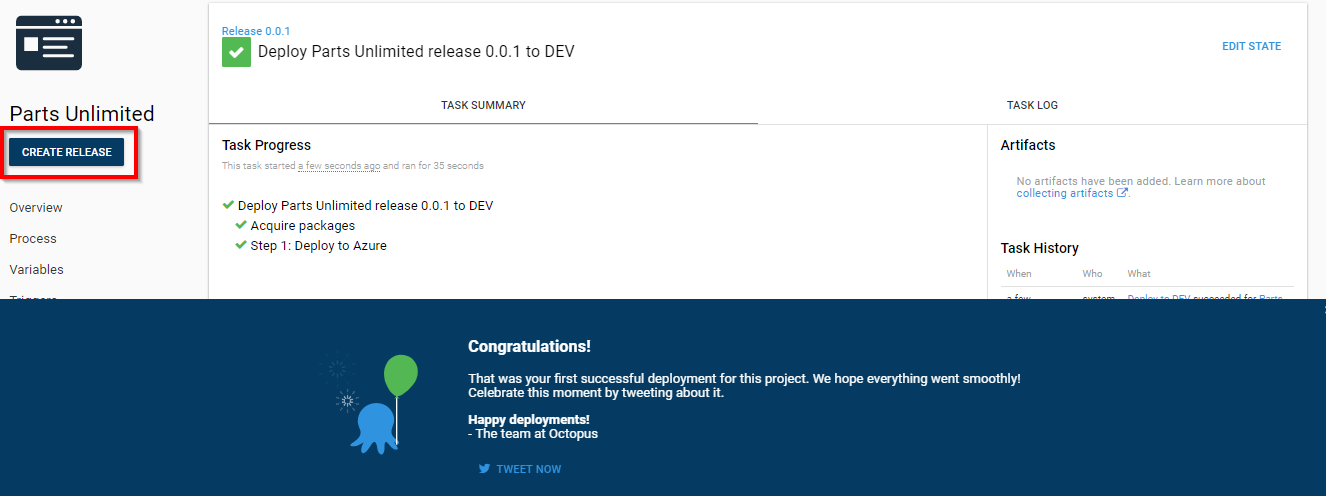 Parts Unlimited
CREATE RELEASE
Overview
Process
Variables
Triggers
Release 0.0.1
Deploy Parts Unlimited release 0.0.1 to DEV
EDIT STATE
TASK SUMMARY
TASK LOG
Task Progress
This task started a few seconds ago and ran for 35 seconds
Deploy Parts Unlimited release 0.0.1 to DEV
Acquire packages
Step 1: Deploy to Azure
Artifacts
No artifacts have been added. Learn more about
collecting artifacts.
Task History
When Who What
a few system Deploy to DEV succeeded for Parts
Congratulations!
That was your first successful deployment for this project. We hope everything went smoothly!
Celebrate this moment by tweeting about it.
Happy deployments!
- The team at Octopus
TWEET NOW